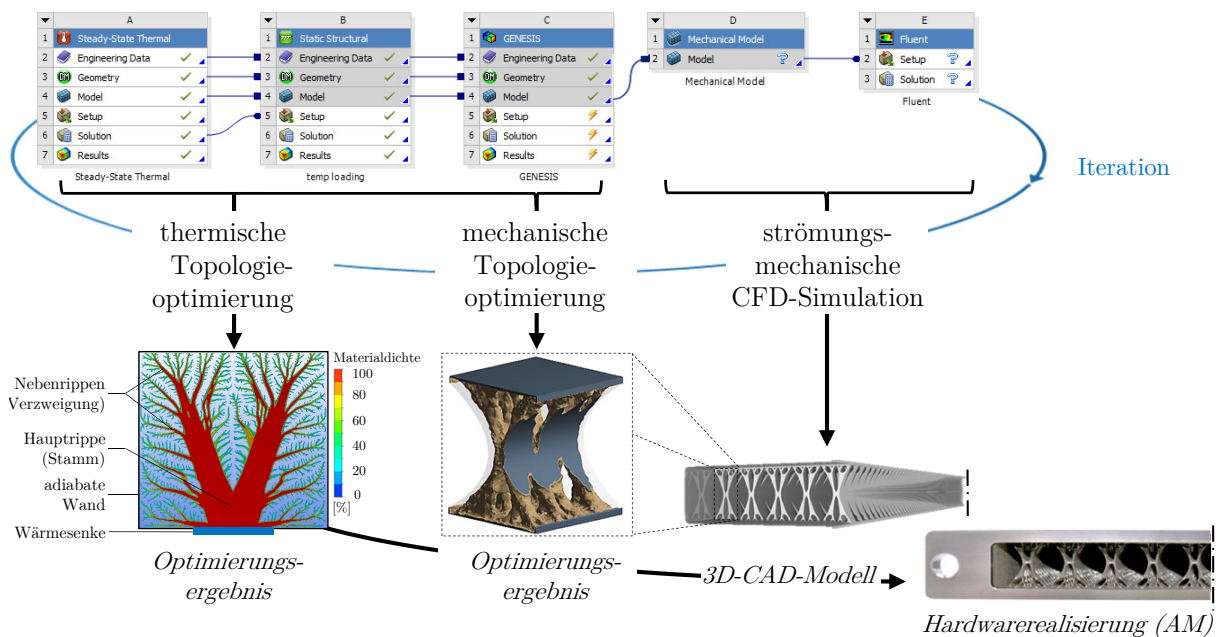 A
1 Steady-State Thermal
2 Engineering Data
3 Geometry
4 Model
5 Setup
6 Solution
7 Results
Steady-State Thermal
B
1 Static Structural
2 Engineering Data
3 Geometry
4 Model
5 Setup
6 Solution
7 Results
temp loading
C
1 GENESIS
2 Engineering Data
3 Geometry
4 Model
5 Setup
6 Solution
7 Results
GENESIS
D
1 Mechanical Model
2 Model ?
Mechanical Model
E
1 Fluent
2 Setup ?
3 Solution ?
Fluent
Iteration
thermische
Topologie-
optimierung
mechanische
Topologie-
optimierung
strömungs-
mechanische
CFD-Simulation
Nebenrippen
Verzweigung)
Hauptrippe
(Stamm)
adiabate
Wand
Wärmesenke
Materialdichte
100
80
60
40
20
0
[%]
Optimierungs-
ergebnis
Optimierungs-
ergebnis
3D-CAD-Modell
Hardwarerealisierung (AM)